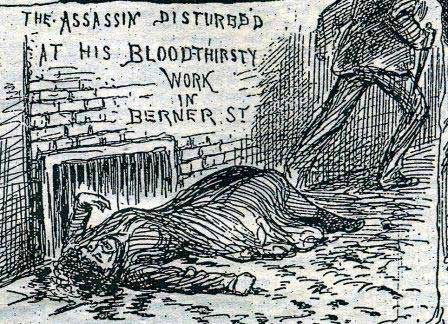 THE ASSASSIN DISTURBED
AT HIS BLOODTHIRSTY
WORK
IN
BERNER ST